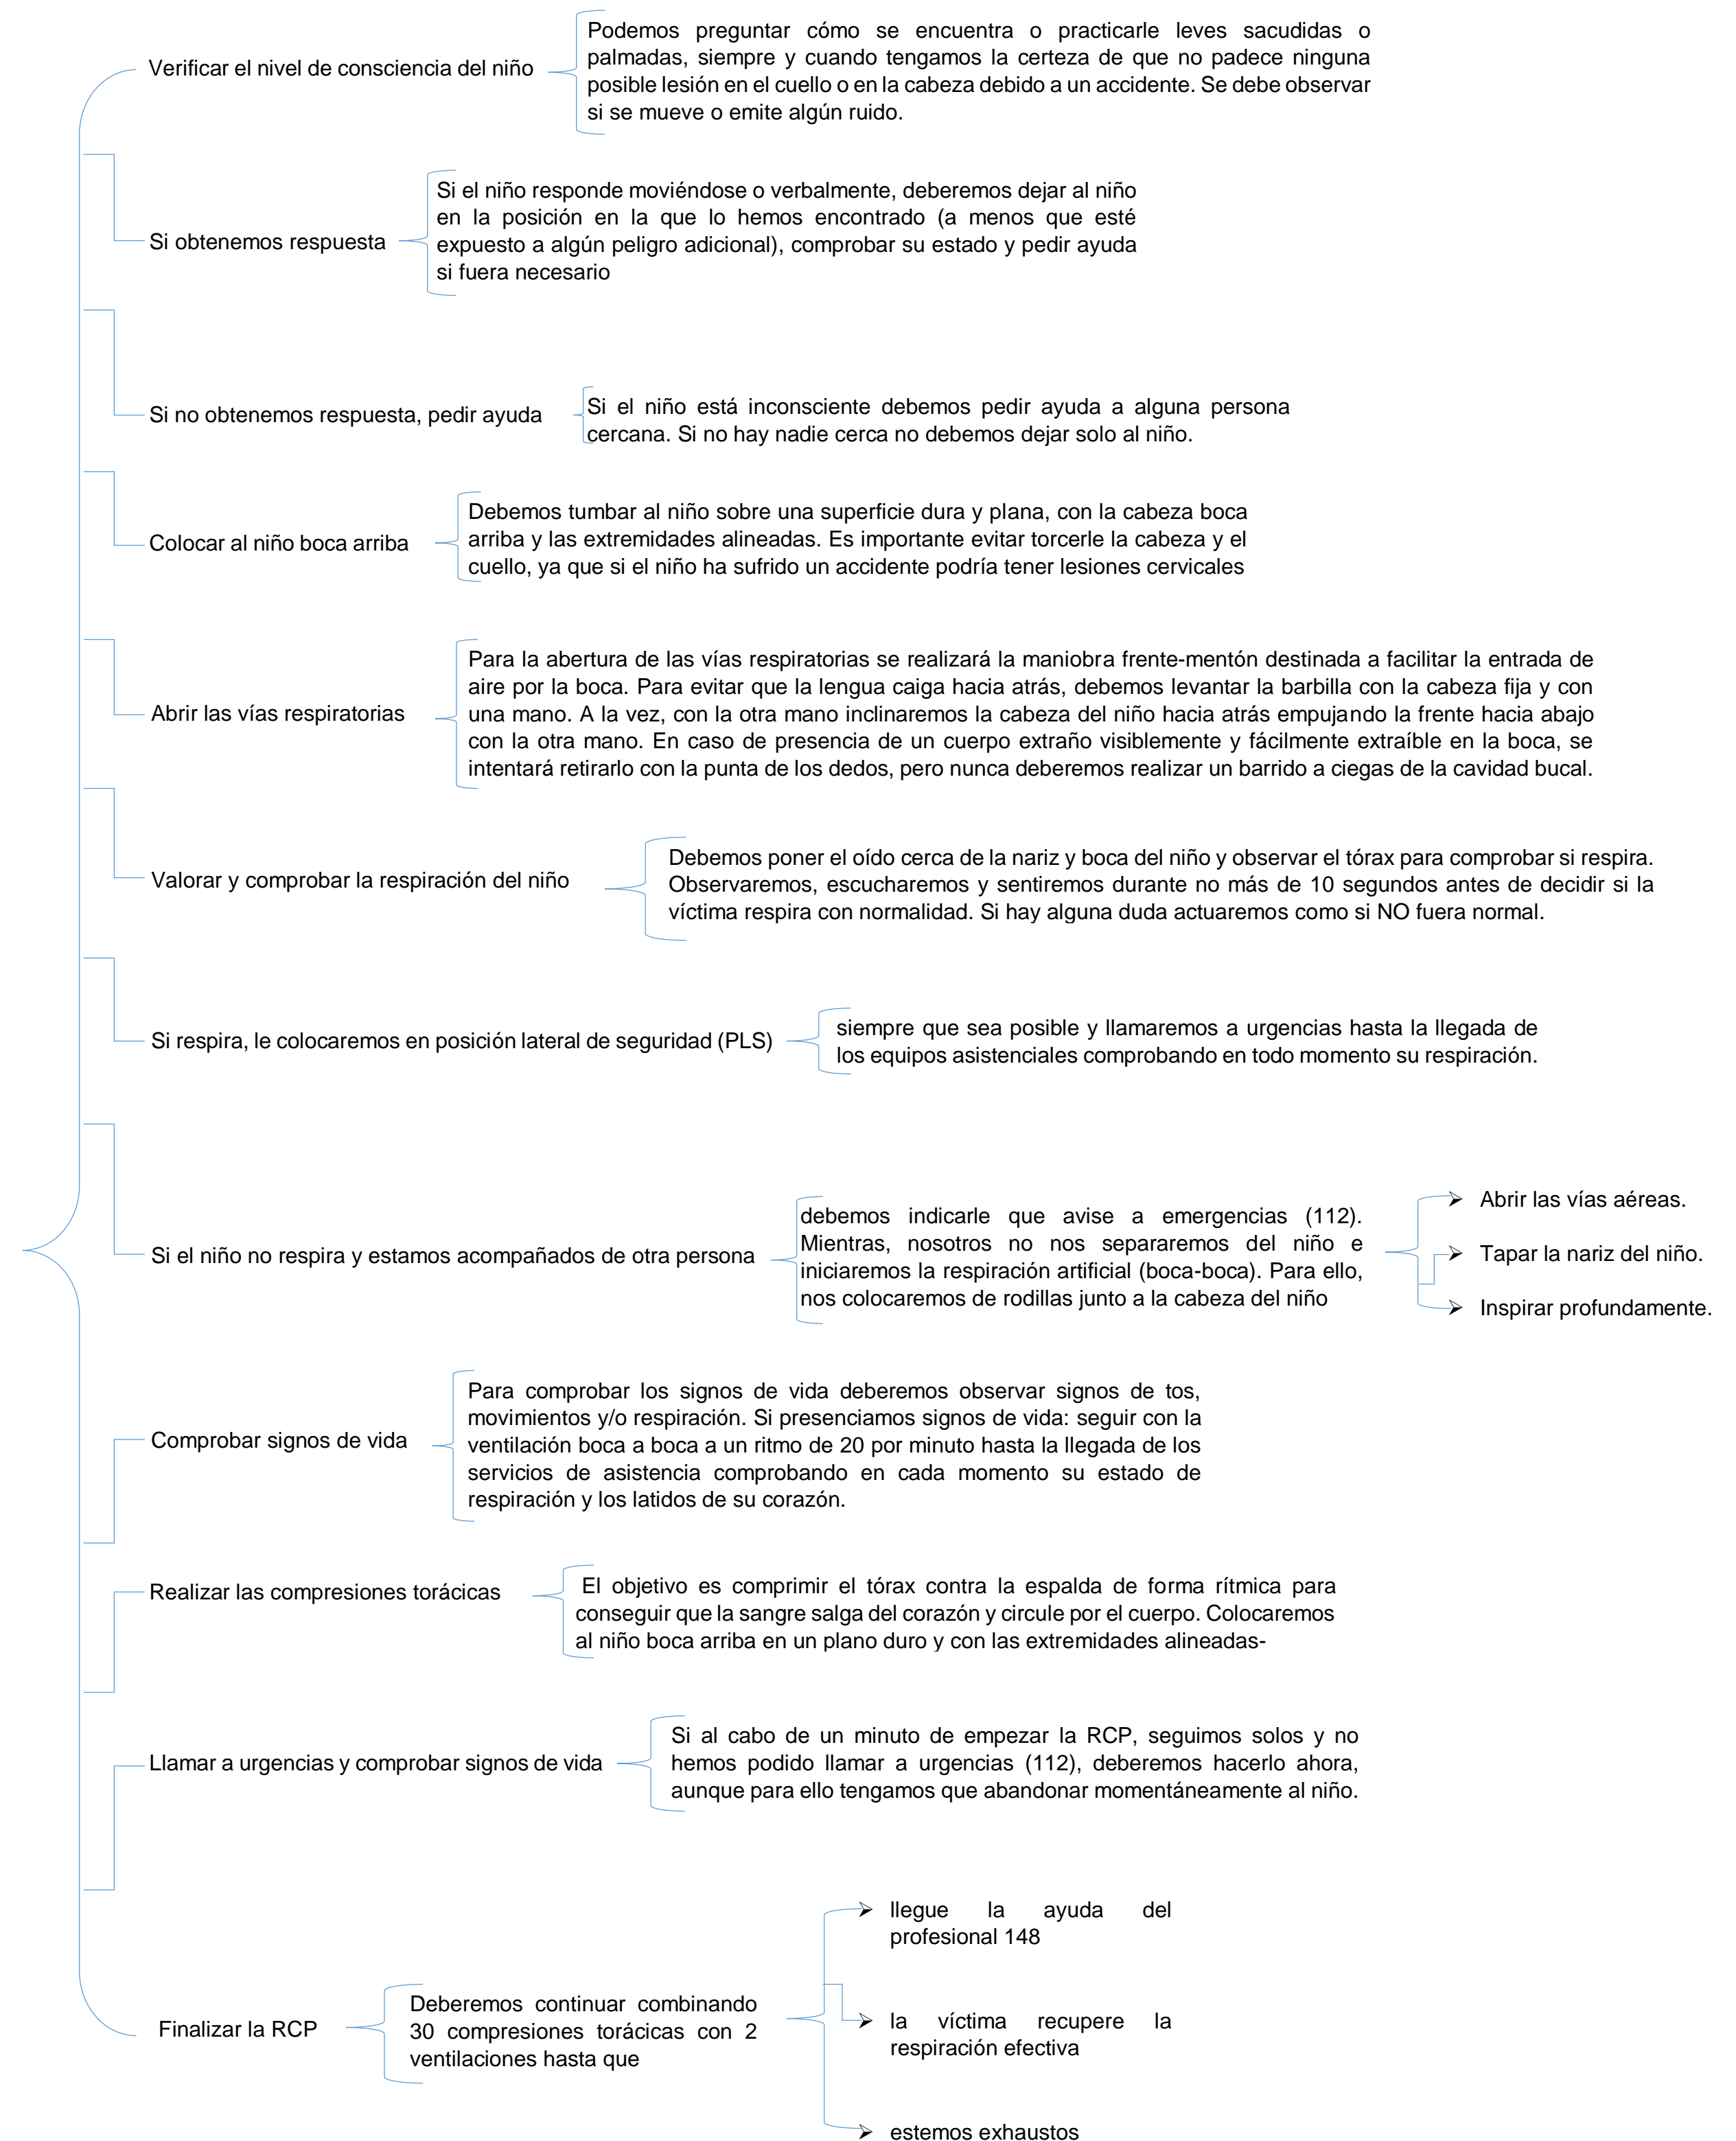 Verificar el nivel de consciencia del niño
Podemos preguntar cómo se encuentra o practicarle leves sacudidas o
palmadas, siempre y cuando tengamos la certeza de que no padece ninguna
posible lesión en el cuello o en la cabeza debido a un accidente. Se debe observar
si se mueve o emite algún ruido.
Si obtenemos respuesta
Si el niño responde moviéndose o verbalmente, deberemos dejar al niño
en la posición en la que lo hemos encontrado (a menos que esté
expuesto a algún peligro adicional), comprobar su estado y pedir ayuda
si fuera necesario
Si no obtenemos respuesta, pedir ayuda
Si el niño está inconsciente debemos pedir ayuda a alguna persona
cercana. Si no hay nadie cerca no debemos dejar solo al niño.
Colocar al niño boca arriba
Debemos tumbar al niño sobre una superficie dura y plana, con la cabeza boca
arriba y las extremidades alineadas. Es importante evitar torcerle la cabeza y el
cuello, ya que si el niño ha sufrido un accidente podría tener lesiones cervicales
Abrir las vías respiratorias
Para la abertura de las vías respiratorias se realizará la maniobra frente-mentón destinada a facilitar la entrada de
aire por la boca. Para evitar que la lengua caiga hacia atrás, debemos levantar la barbilla con la cabeza fija y con
una mano. A la vez, con la otra mano inclinaremos la cabeza del niño hacia atrás empujando la frente hacia abajo
con la otra mano. En caso de presencia de un cuerpo extraño visiblemente y fácilmente extraíble en la boca, se
intentará retirarlo con la punta de los dedos, pero nunca deberemos realizar un barrido a ciegas de la cavidad bucal.
Valorar y comprobar la respiración del niño
Debemos poner el oído cerca de la nariz y boca del niño y observar el tórax para comprobar si respira.
Observaremos, escucharemos y sentiremos durante no más de 10 segundos antes de decidir si la
víctima respira con normalidad. Si hay alguna duda actuaremos como si NO fuera normal.
Si respira, le colocaremos en posición lateral de seguridad (PLS)
siempre que sea posible y llamaremos a urgencias hasta la llegada de
los equipos asistenciales comprobando en todo momento su respiración.
Si el niño no respira y estamos acompañados de otra persona
debemos indicarle que avise a emergencias (112).
Mientras, nosotros no nos separaremos del niño e
iniciaremos la respiración artificial (boca-boca). Para ello,
nos colocaremos de rodillas junto a la cabeza del niño
Abrir las vías aéreas.
Tapar la nariz del niño.
Inspirar profundamente.
Comprobar signos de vida
Para comprobar los signos de vida deberemos observar signos de tos,
movimientos y/o respiración. Si presenciamos signos de vida: seguir con la
ventilación boca a boca a un ritmo de 20 por minuto hasta la llegada de los
servicios de asistencia comprobando en cada momento su estado de
respiración y los latidos de su corazón.
Realizar las compresiones torácicas
El objetivo es comprimir el tórax contra la espalda de forma rítmica para
conseguir que la sangre salga del corazón y circule por el cuerpo. Colocaremos
al niño boca arriba en un plano duro y con las extremidades alineadas-
Llamar a urgencias y comprobar signos de vida
Si al cabo de un minuto de empezar la RCP, seguimos solos y no
hemos podido llamar a urgencias (112), deberemos hacerlo ahora,
aunque para ello tengamos que abandonar momentáneamente al niño.
Finalizar la RCP
Deberemos continuar combinando
30 compresiones torácicas con 2
ventilaciones hasta que
llegue la ayuda del
profesional 148
la víctima recupere la
respiración efectiva
estemos exhaustos